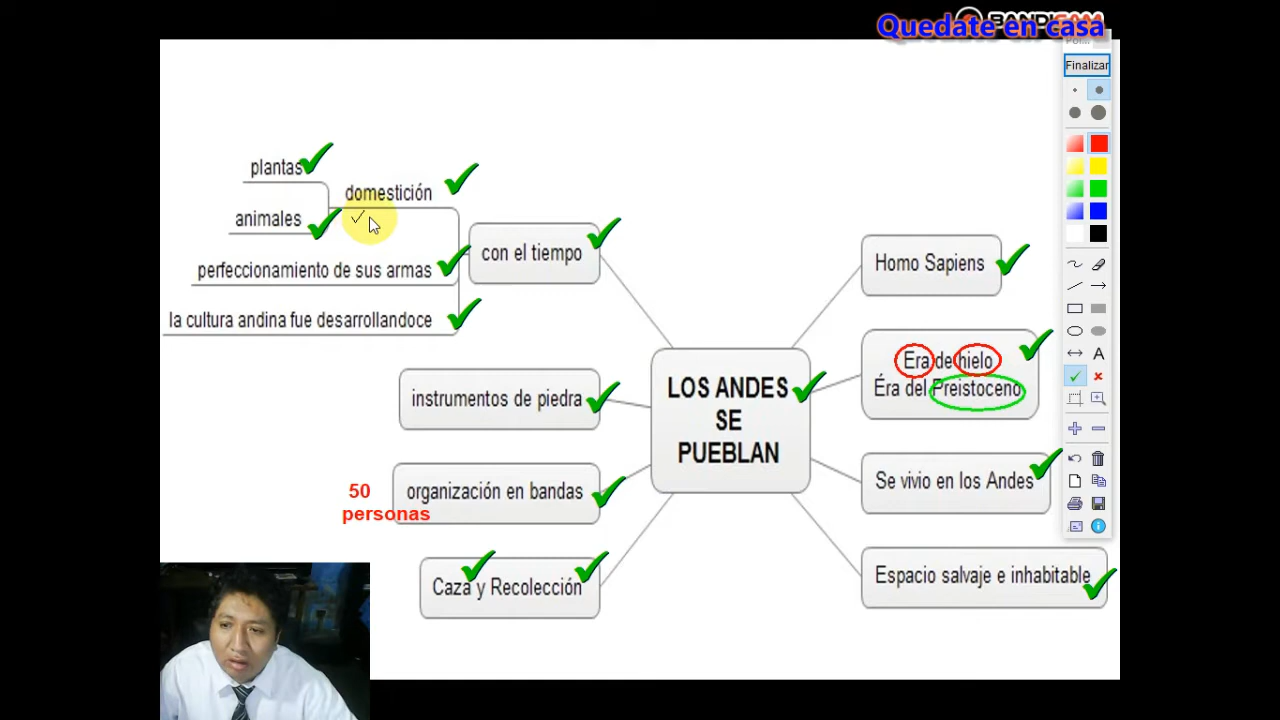 BANDICAM
Quedate en casa
Finalizar
plantas
domestición
animales
con el tiempo
perfeccionamiento de sus armas
la cultura andina fue desarrollandoce
Homo Sapiens
Era de hielo
Éra del Preistoceno
LOS ANDES
SE
PUEBLAN
instrumentos de piedra
organización en bandas
50
personas
Se vivio en los Andes
Caza y Recolección
Espacio salvaje e inhabitable
A